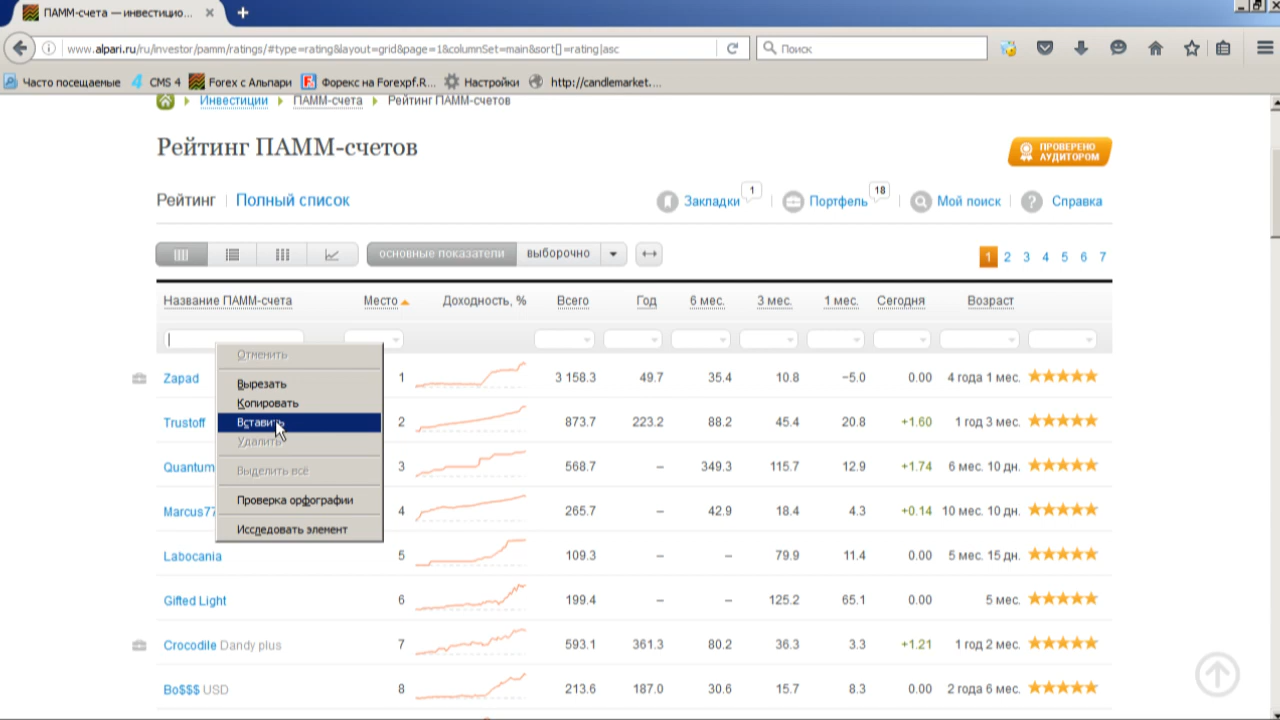 ПАММ-счета — инвестицио...
www.alpari.ru/ru/investor/pamm/ratings/#type=rating&layout=grid&page=1&columnSet=main&sort[]=rating|asc
Поиск
Часто посещаемые CMS 4 Forex с Альпари Форекс на Forexpf.R... Настройки http://candlemarket....
Инвестиции ПАММ-счета Рейтинг ПАММ-счетов
Рейтинг ПАММ-счетов
ПРОВЕРЕНО
АУДИТОРОМ
Рейтинг Полный список Закладки 1 Портфель 18 Мой поиск ? Справка
основные показатели выборочно 1 2 3 4 5 6 7
Название ПАММ-счета Место Доходность, % Всего Год 6 мес. 3 мес. 1 мес. Сегодня Возраст
Отменить
Вырезать
Копировать
Вставить
Удалить
Выделить всё
Проверка орфографии
Исследовать элемент
Zapad 1 3 158.3 49.7 35.4 10.8 −5.0 0.00 4 года 1 мес.
Trustoff 2 873.7 223.2 88.2 45.4 20.8 +1.60 1 год 3 мес.
Quantum 3 568.7 – 349.3 115.7 12.9 +1.74 6 мес. 10 дн.
Marcus77 4 265.7 – 42.9 18.4 4.3 +0.14 10 мес. 10 дн.
Labocania 5 109.3 – – 79.9 11.4 0.00 5 мес. 15 дн.
Gifted Light 6 199.4 – – 125.2 65.1 0.00 5 мес.
Crocodile Dandy plus 7 593.1 361.3 80.2 36.3 3.3 +1.21 1 год 2 мес.
Bo$$$ USD 8 213.6 187.0 30.6 15.7 8.3 0.00 2 года 6 мес.